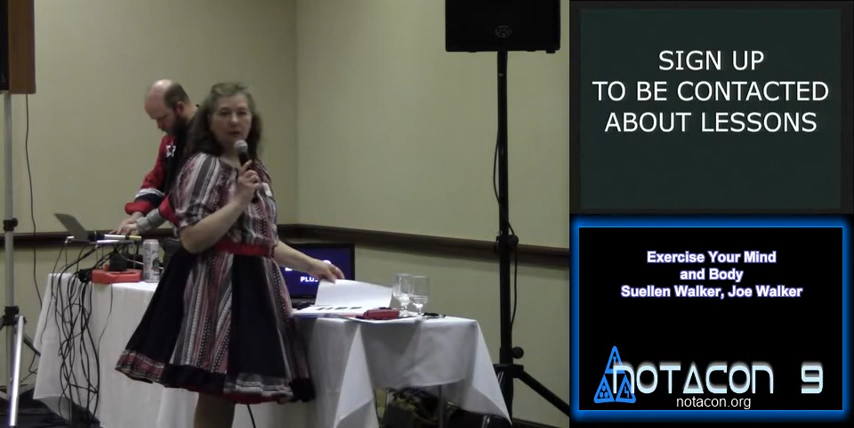 SIGN UP
TO BE CONTACTED
ABOUT LESSONS
PLUS
Exercise Your Mind
and Body
Suellen Walker, Joe Walker
NOTACON 9
notacon.org